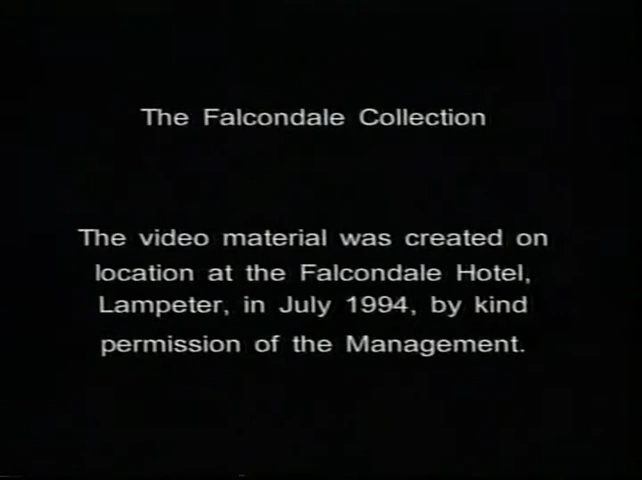 The Falcondale Collection
The video material was created on
location at the Falcondale Hotel,
Lampeter, in July 1994, by kind
permission of the Management.